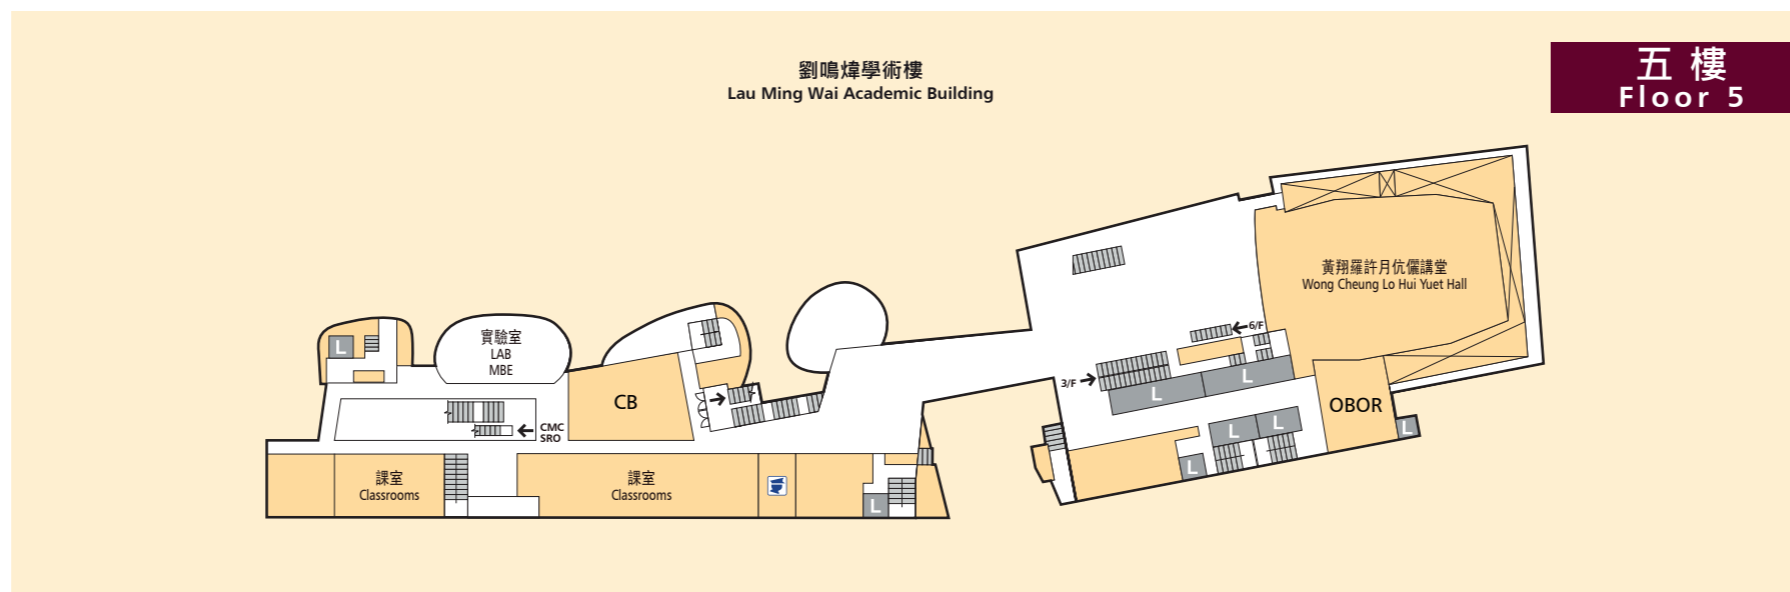 劉鳴煒學術樓
Lau Ming Wai Academic Building
五樓
Floor 5
黃翔羅許月伉儷講堂
Wong Cheung Lo Hui Yuet Hall
6/F
3/F
L
L
OBOR
L
L
L
L
L
實驗室
LAB
MBE
CB
CMC
SRO
課室
Classrooms
課室
Classrooms
L